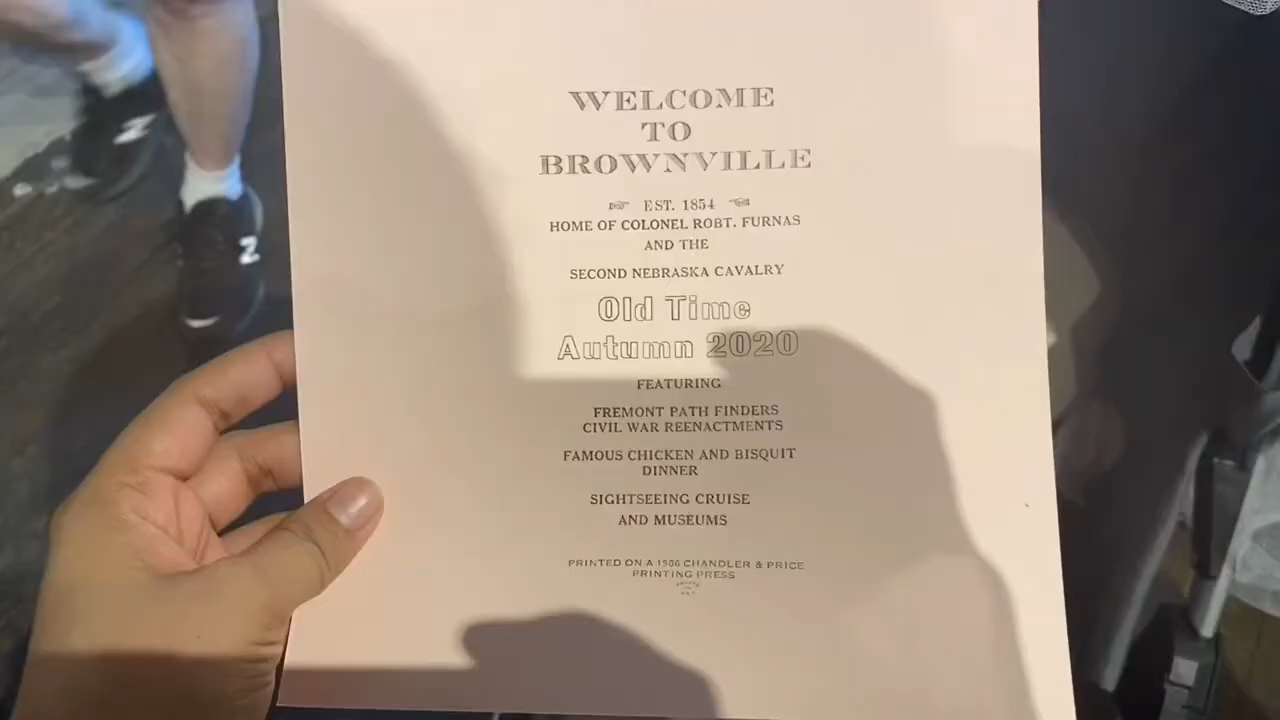 WELCOME
TO
BROWNVILLE
EST. 1854
HOME OF COLONEL ROBT. FURNAS
AND THE
SECOND NEBRASKA CAVALRY
Old Time
Autumn 2020
FEATURING
FREMONT PATH FINDERS
CIVIL WAR REENACTMENTS
FAMOUS CHICKEN AND BISQUIT
DINNER
SIGHTSEEING CRUISE
AND MUSEUMS
PRINTED ON A 1906 CHANDLER & PRICE
PRINTING PRESS